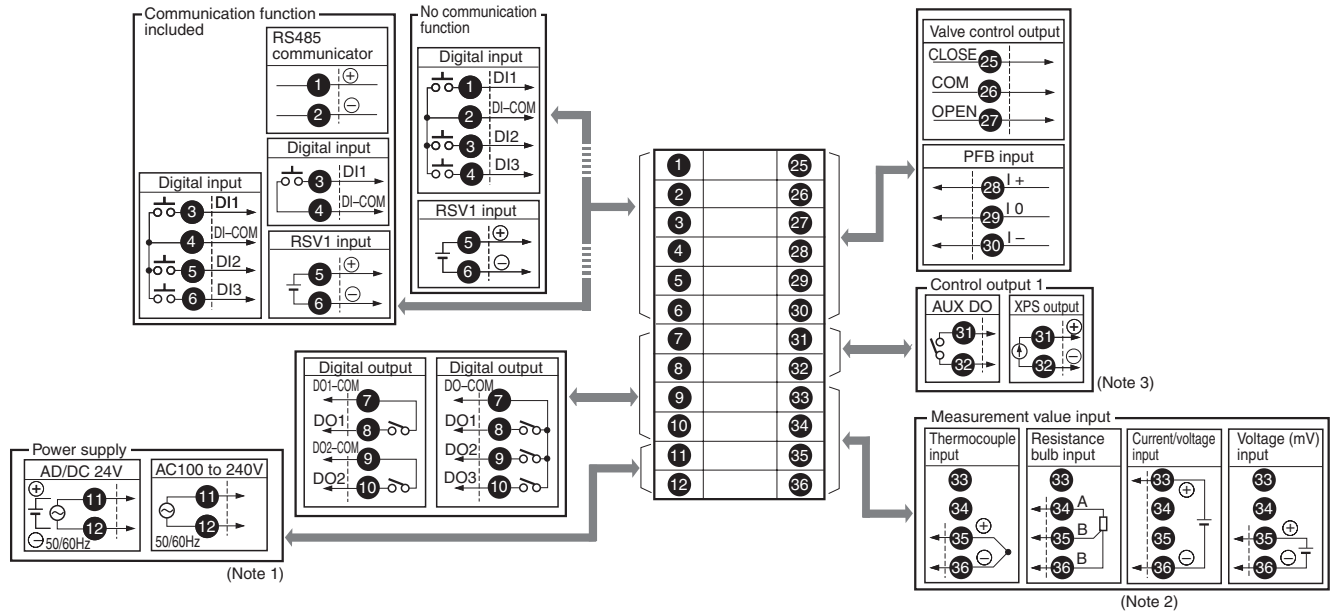 Communication function
included
RS485
communicator
1 ⊕
2 ⊖
Digital input
3 DI1
4 DI–COM
Digital input
3 DI1
4 DI–COM
5 DI2
6 DI3
RSV1 input
5 ⊕
6 ⊖
No communication
function
Digital input
1 DI1
2 DI–COM
3 DI2
4 DI3
RSV1 input
5 ⊕
6 ⊖
1 25
2 26
3 27
4 28
5 29
6 30
7 31
8 32
9 33
10 34
11 35
12 36
Valve control output
CLOSE 25
COM 26
OPEN 27
PFB input
28 I +
29 I 0
30 I –
Control output 1
AUX DO
31
32
XPS output
31 ⊕
32 ⊖
(Note 3)
Digital output
DO1–COM 7
DO1 8
DO2–COM 9
DO2 10
Digital output
DO–COM 7
DO1 8
DO2 9
DO3 10
Power supply
AD/DC 24V
⊕ 11
12
⊖ 50/60Hz
AC100 to 240V
11
12
50/60Hz
(Note 1)
Measurement value input
Thermocouple
input
33
34
35 ⊕
36 ⊖
Resistance
bulb input
33
34 A
35 B
36 B
Current/voltage
input
33 ⊕
34
35
36 ⊖
Voltage (mV)
input
33
34
35 ⊕
36 ⊖
(Note 2)